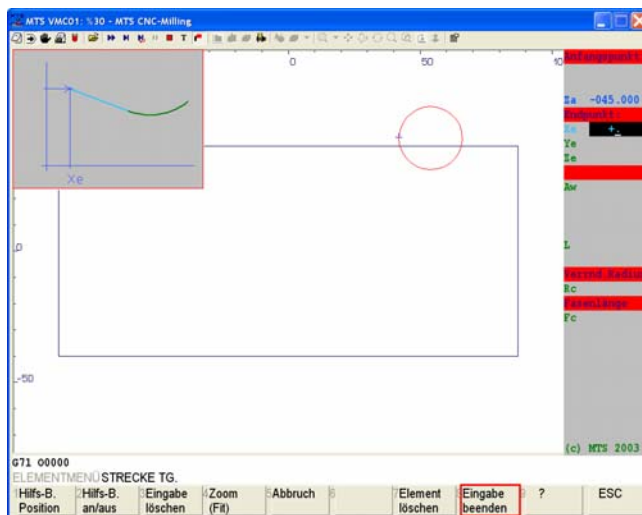 MTS VMC01: %30 - MTS CNC-Milling
0
50
100
Xe
0
-50
Anfangspunkt
Za -045.000
Endpunkt:
Xe +.
Ye
Ze
Aw
L
Verrnd Radius
Rc
Fasenlänge
Fc
(c) MTS 2003
G71 O0000
ELEMENTMENÜ STRECKE TG.
1 Hilfs-B. Position
2 Hilfs-B. an/aus
3 Eingabe löschen
4 Zoom (Fit)
5 Abbruch
6
7 Element löschen
8 Eingabe beenden
9 ?
ESC